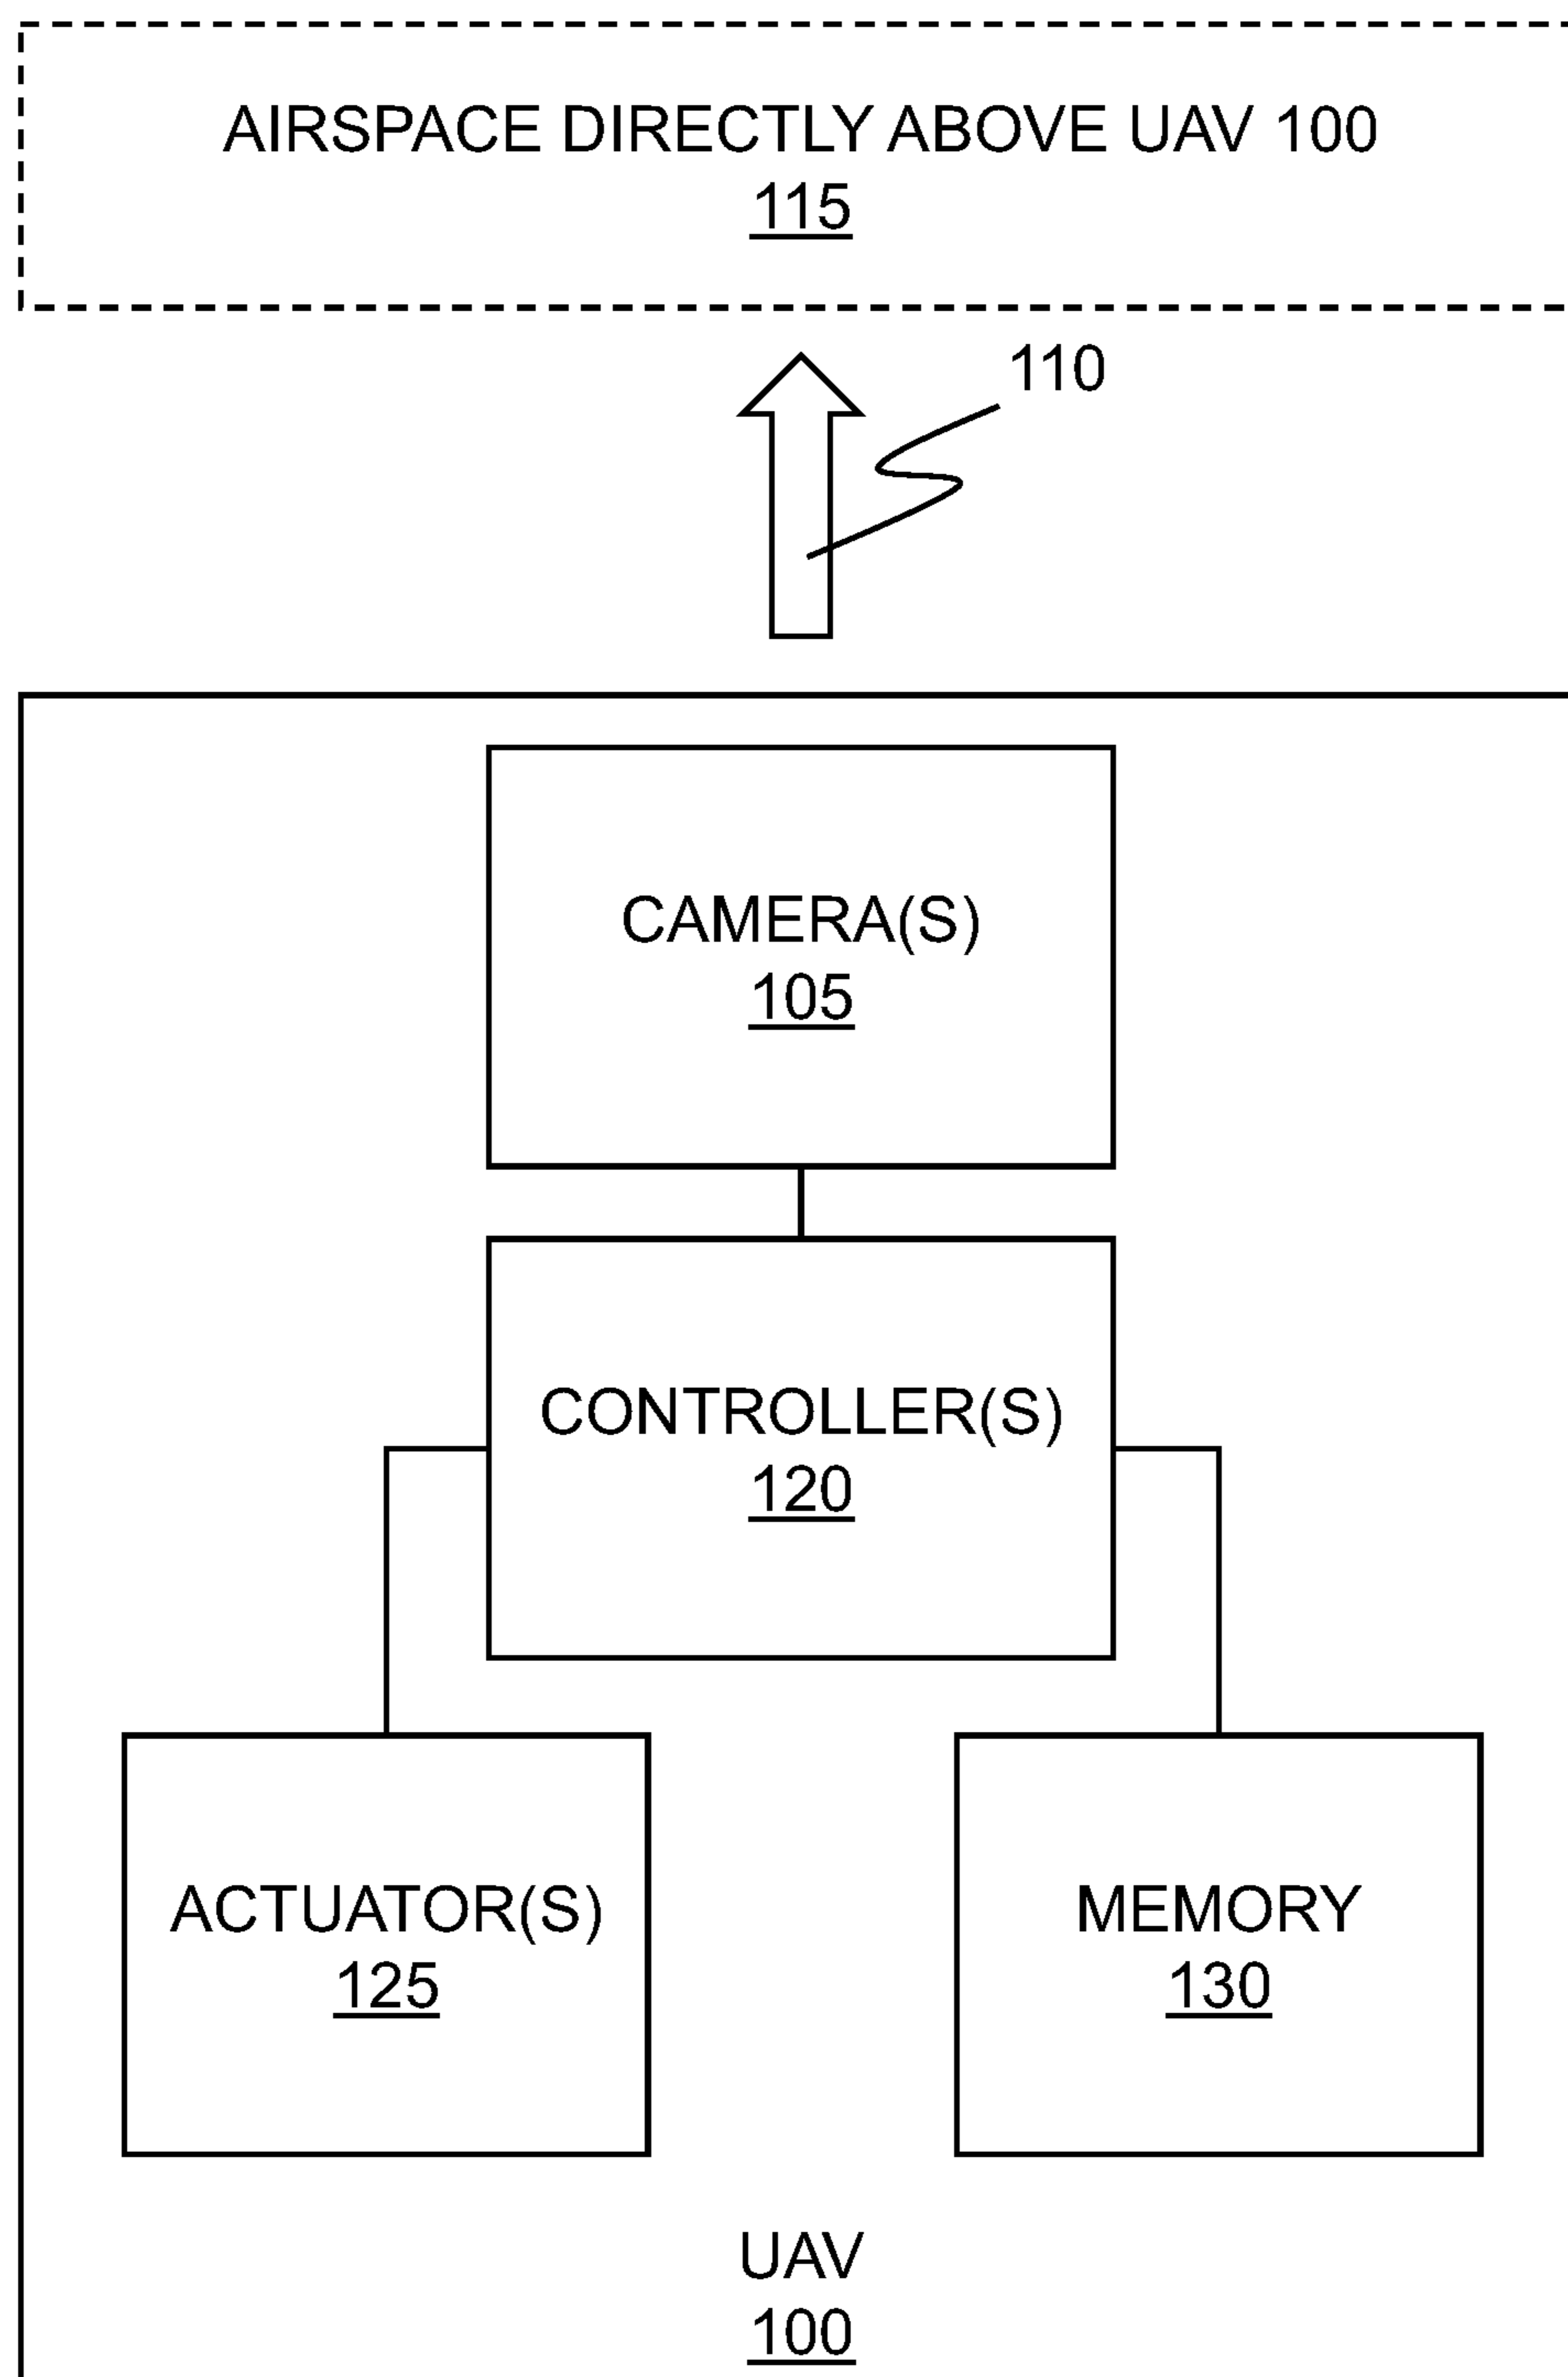 AIRSPACE DIRECTLY ABOVE UAV 100
115
110
CAMERA(S)
105
CONTROLLER(S)
120
ACTUATOR(S)
125
MEMORY
130
UAV
100